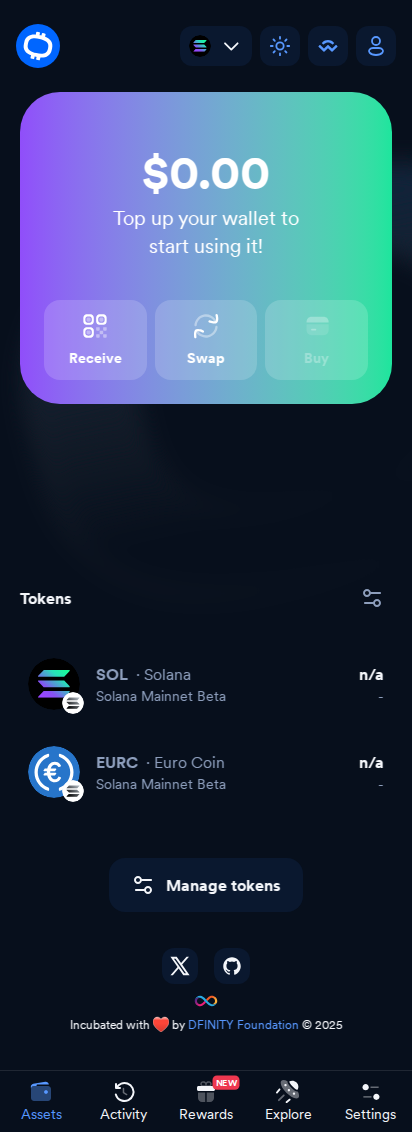 $0.00
Top up your wallet to
start using it!
Receive
Swap
Buy
Tokens
SOL · Solana
n/a
Solana Mainnet Beta
-
EURC · Euro Coin
n/a
Solana Mainnet Beta
-
Manage tokens
Incubated with ❤️ by DFINITY Foundation © 2025
NEW
Assets
Activity
Rewards
Explore
Settings